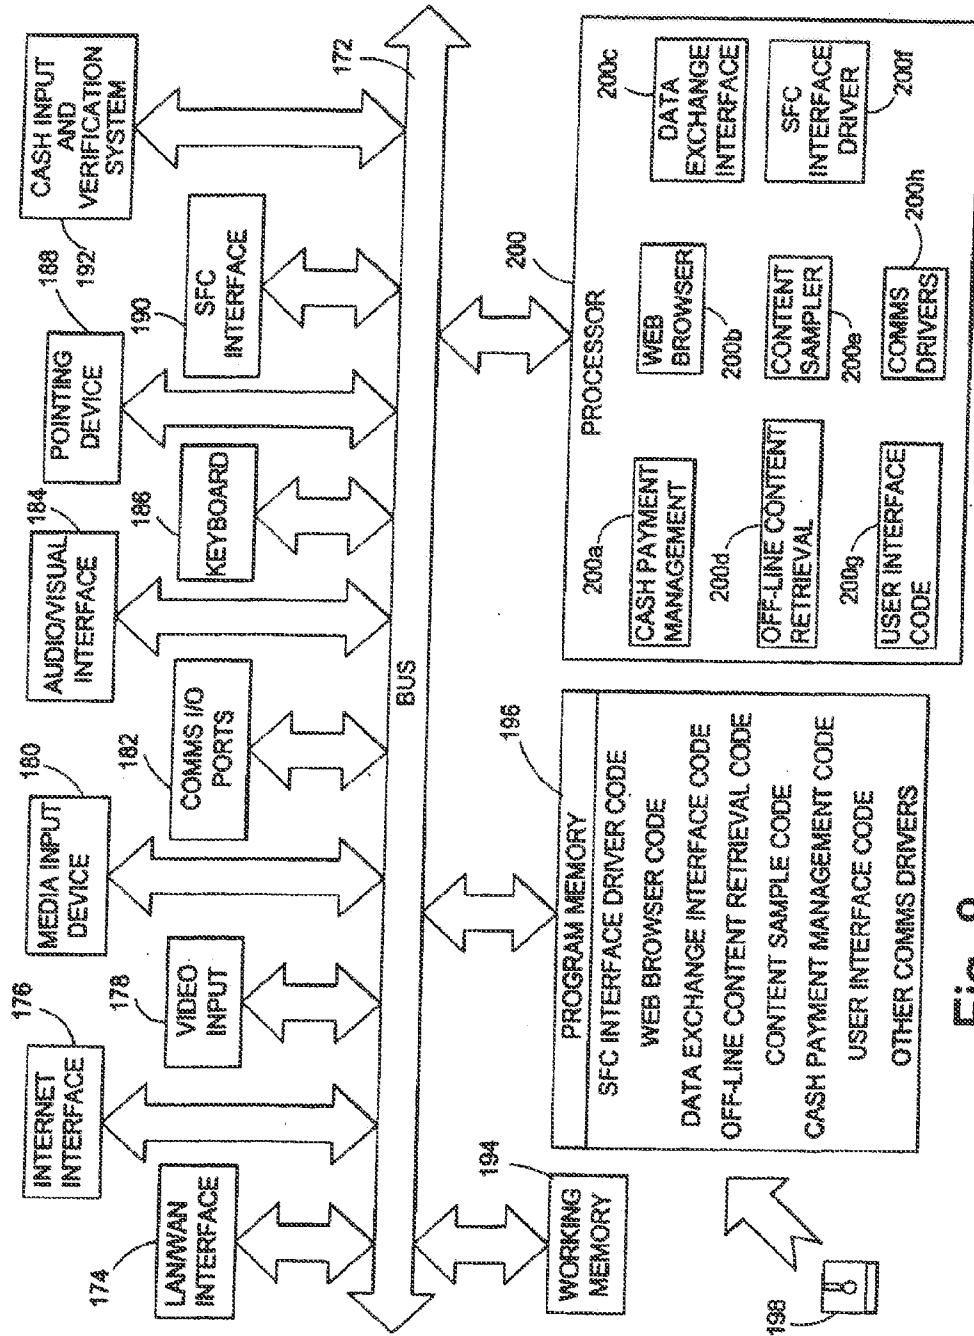 INTERNET
INTERFACE
176
MEDIA INPUT
DEVICE
180
AUDIO/VISUAL
INTERFACE
184
POINTING
DEVICE
188
CASH INPUT
AND
VERIFICATION
SYSTEM
192
LAN/WAN
INTERFACE
174
VIDEO
INPUT
178
COMMS I/O
PORTS
182
KEYBOARD
186
SFC
INTERFACE
190
BUS
172
WORKING
MEMORY
194
PROGRAM MEMORY
196
SFC INTERFACE DRIVER CODE
WEB BROWSER CODE
DATA EXCHANGE INTERFACE CODE
OFF-LINE CONTENT RETRIEVAL CODE
CONTENT SAMPLE CODE
CASH PAYMENT MANAGEMENT CODE
USER INTERFACE CODE
OTHER COMMS DRIVERS
198
PROCESSOR
200
200a
CASH PAYMENT
MANAGEMENT
WEB
BROWSER
200b
200c
DATA
EXCHANGE
INTERFACE
200d
OFF-LINE CONTENT
RETRIEVAL
CONTENT
SAMPLER
200e
SFC
INTERFACE
DRIVER
200f
200g
USER INTERFACE
CODE
COMMS
DRIVERS
200h